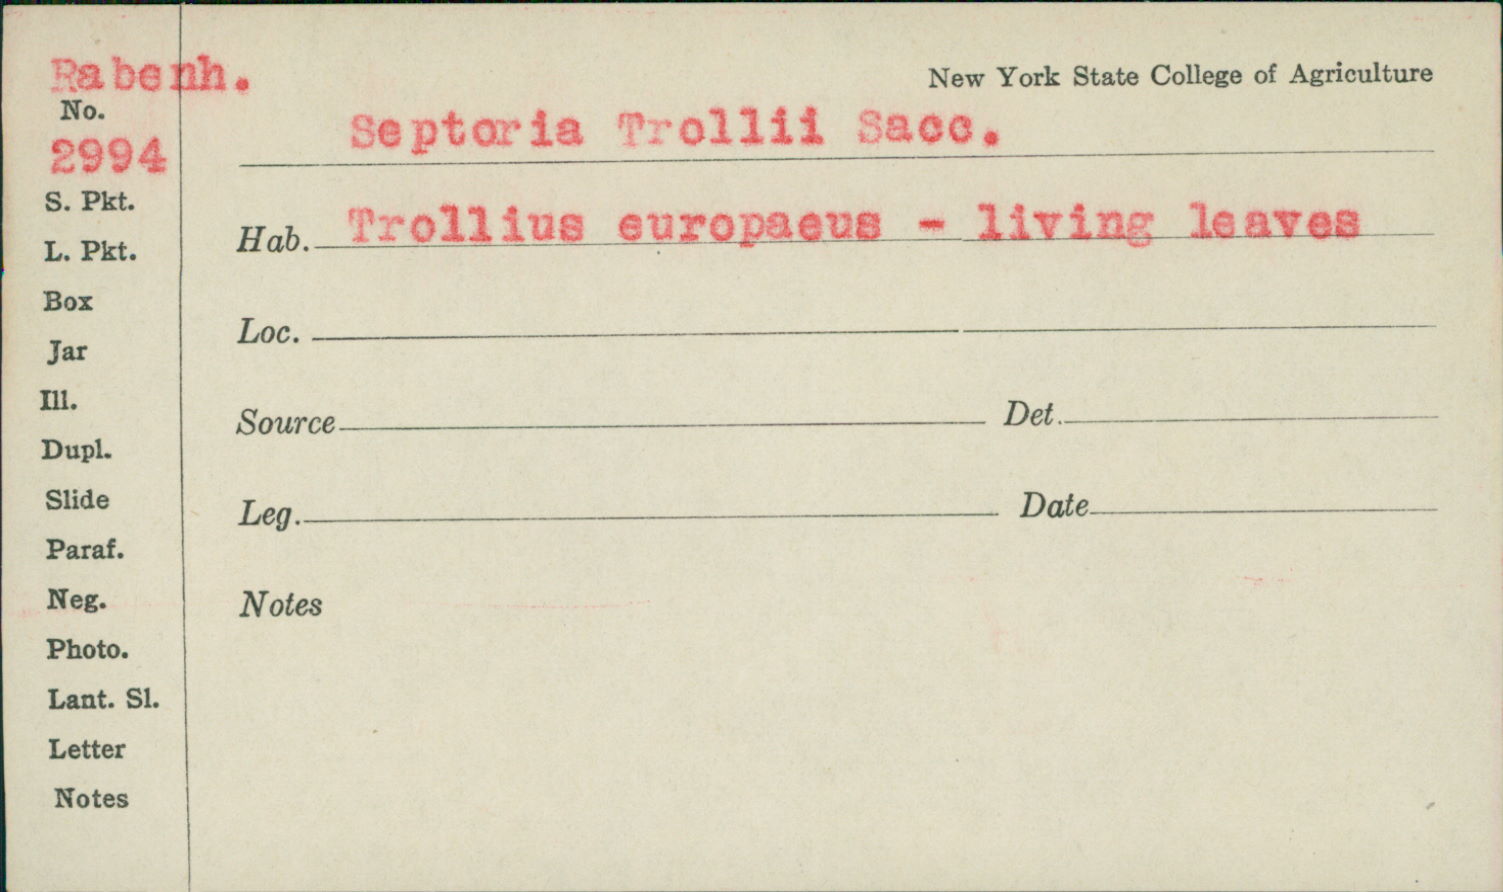 Rabenh.
No.
2994
S. Pkt.
L. Pkt.
Box
Jar
Ill.
Dupl.
Slide
Paraf.
Neg.
Photo.
Lant. Sl.
Letter
Notes
New York State College of Agriculture
Septoria Trollii Sacc.
Hab. Trollius europaeus - living leaves
Loc.
Source Det.
Leg. Date
Notes